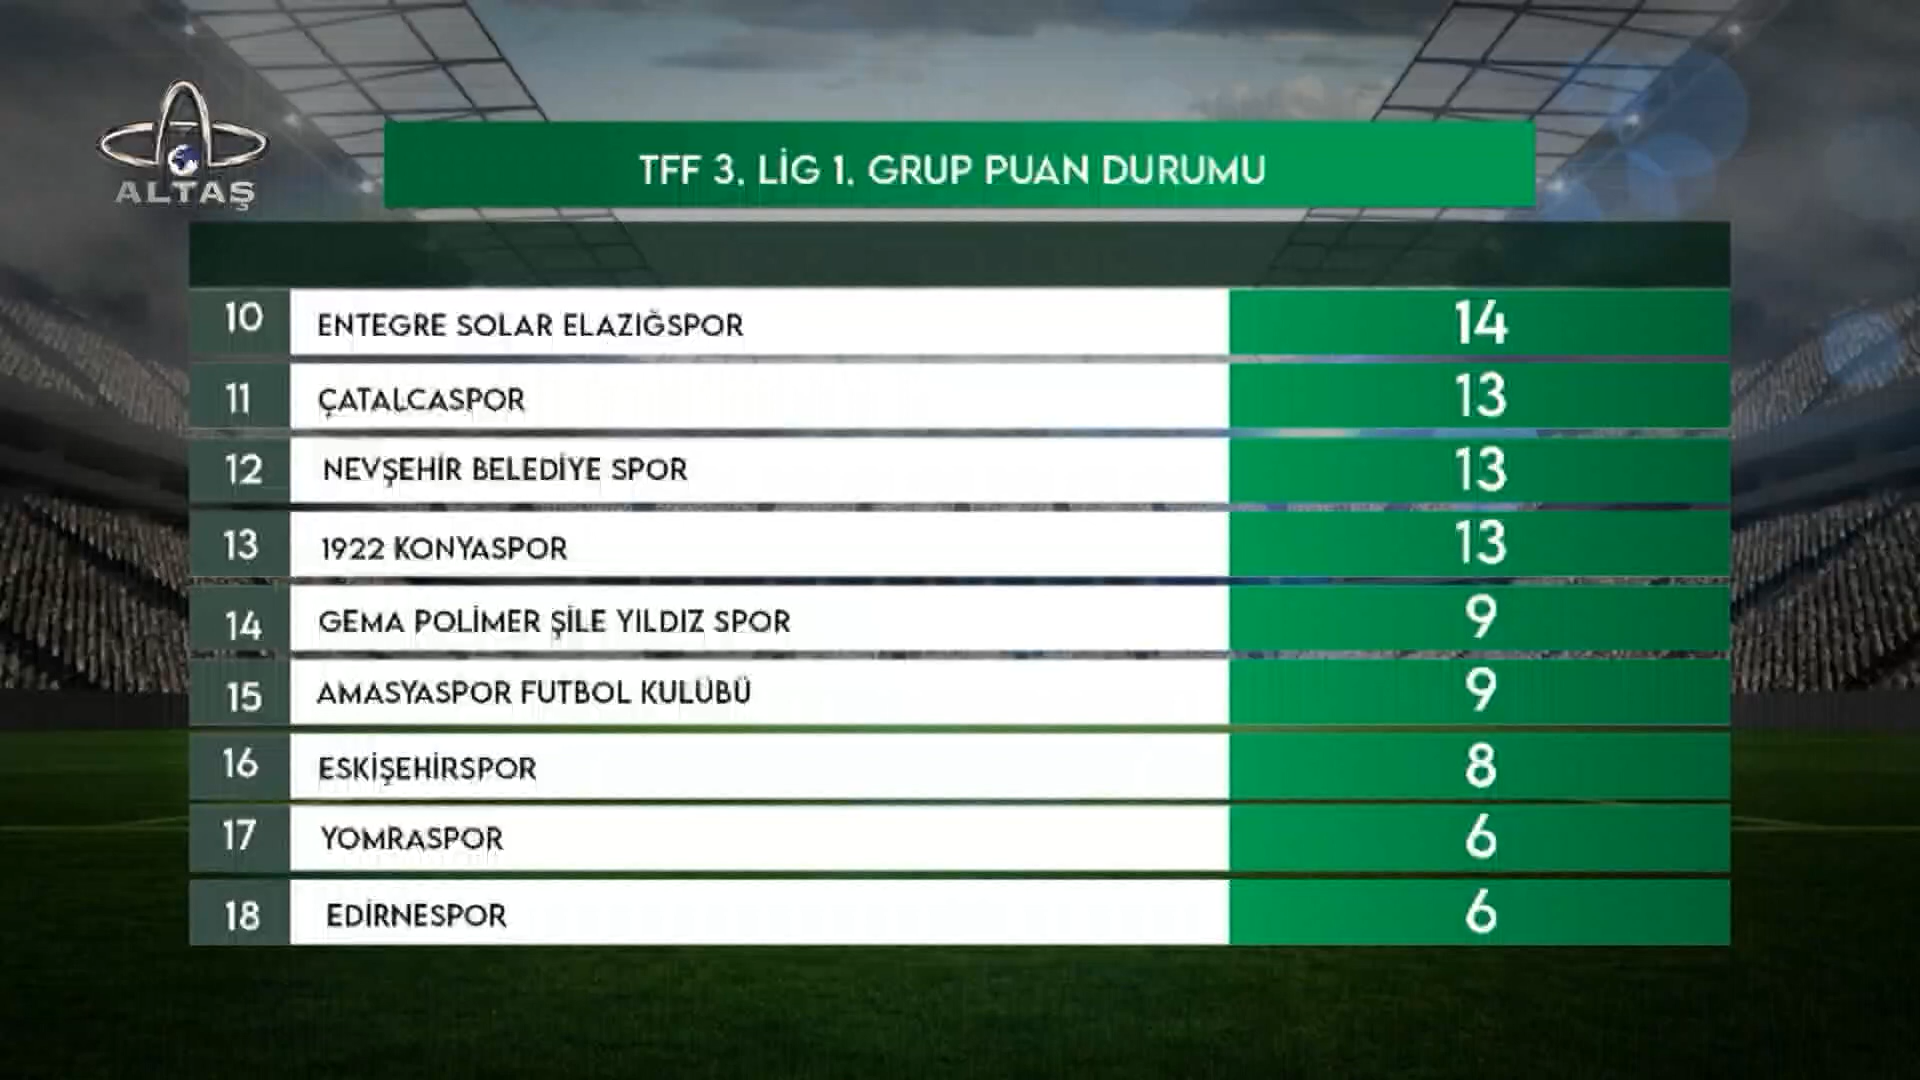 ALTAŞ
TFF 3. LİG 1. GRUP PUAN DURUMU
10 ENTEGRE SOLAR ELAZIĞSPOR 14
11 ÇATALCASPOR 13
12 NEVŞEHİR BELEDİYE SPOR 13
13 1922 KONYASPOR 13
14 GEMA POLİMER ŞİLE YILDIZ SPOR 9
15 AMASYASPOR FUTBOL KULÜBÜ 9
16 ESKİŞEHİRSPOR 8
17 YOMRASPOR 6
18 EDİRNESPOR 6